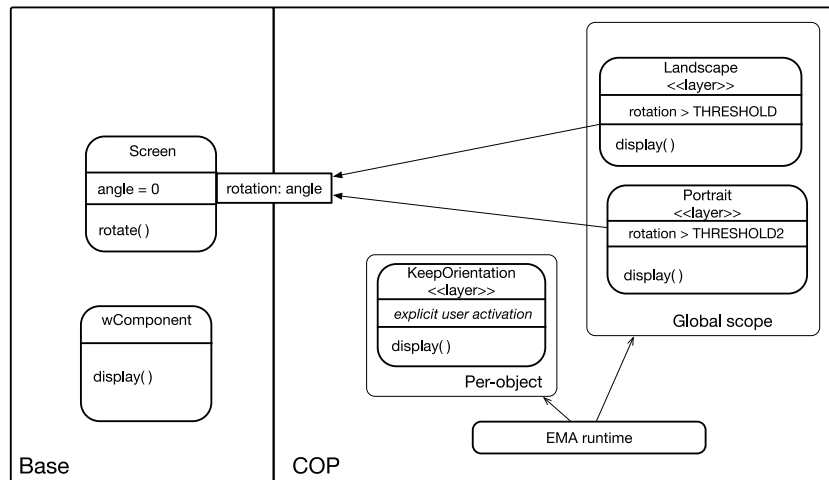 Landscape
<<layer>>
rotation > THRESHOLD
display( )
Screen
angle = 0
rotation: angle
rotate( )
Portrait
<<layer>>
rotation > THRESHOLD2
display( )
Global scope
KeepOrientation
<<layer>>
explicit user activation
display( )
Per-object
wComponent
display( )
EMA runtime
Base
COP